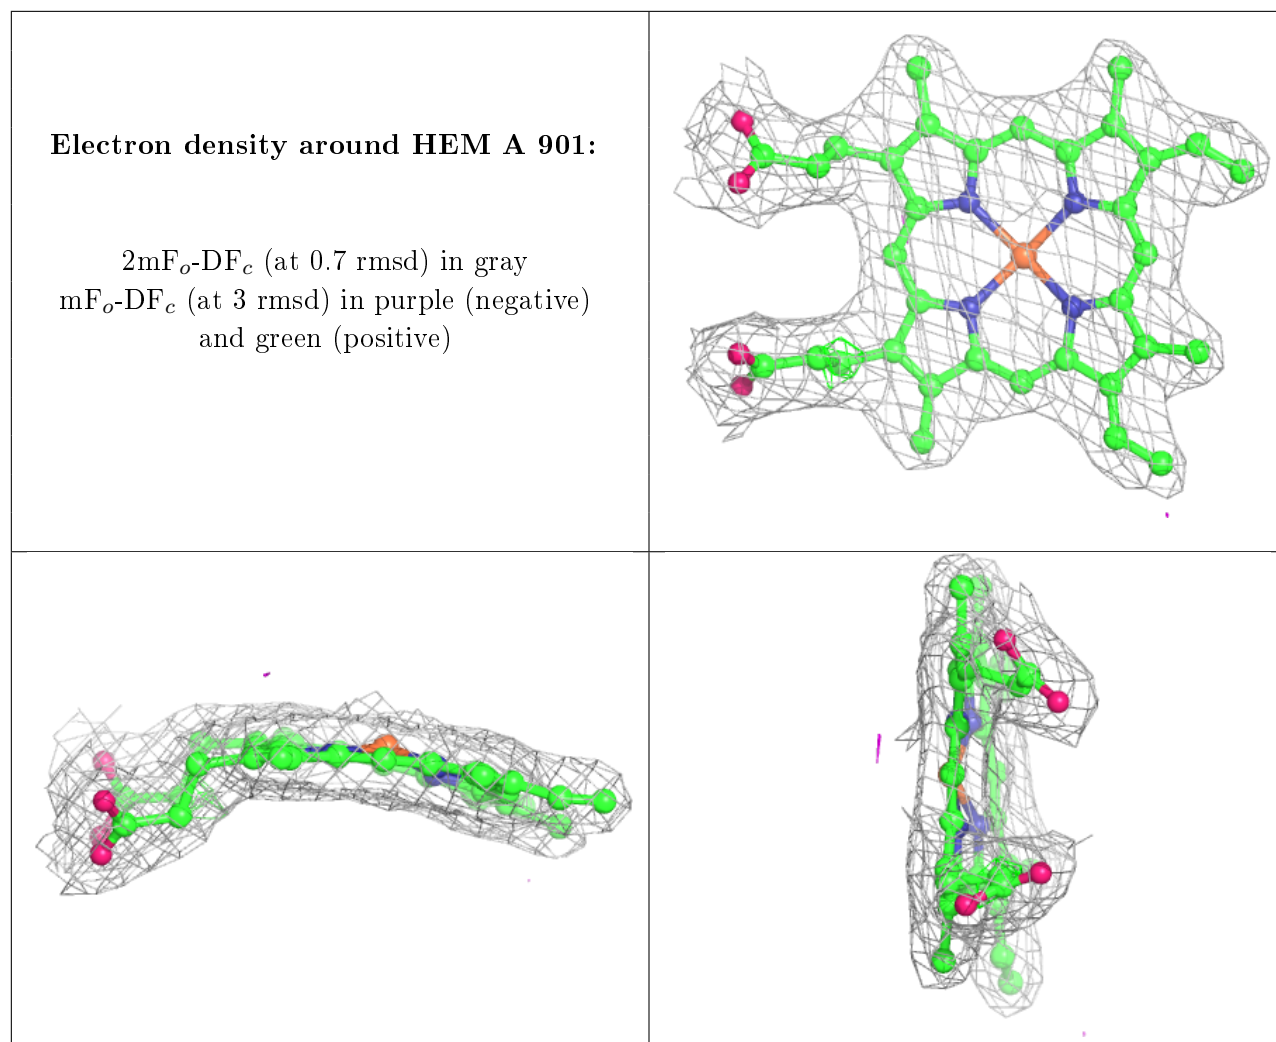 Electron density around HEM A 901:
2mFₒ-DF𝒸 (at 0.7 rmsd) in gray
mFₒ-DF𝒸 (at 3 rmsd) in purple (negative)
and green (positive)